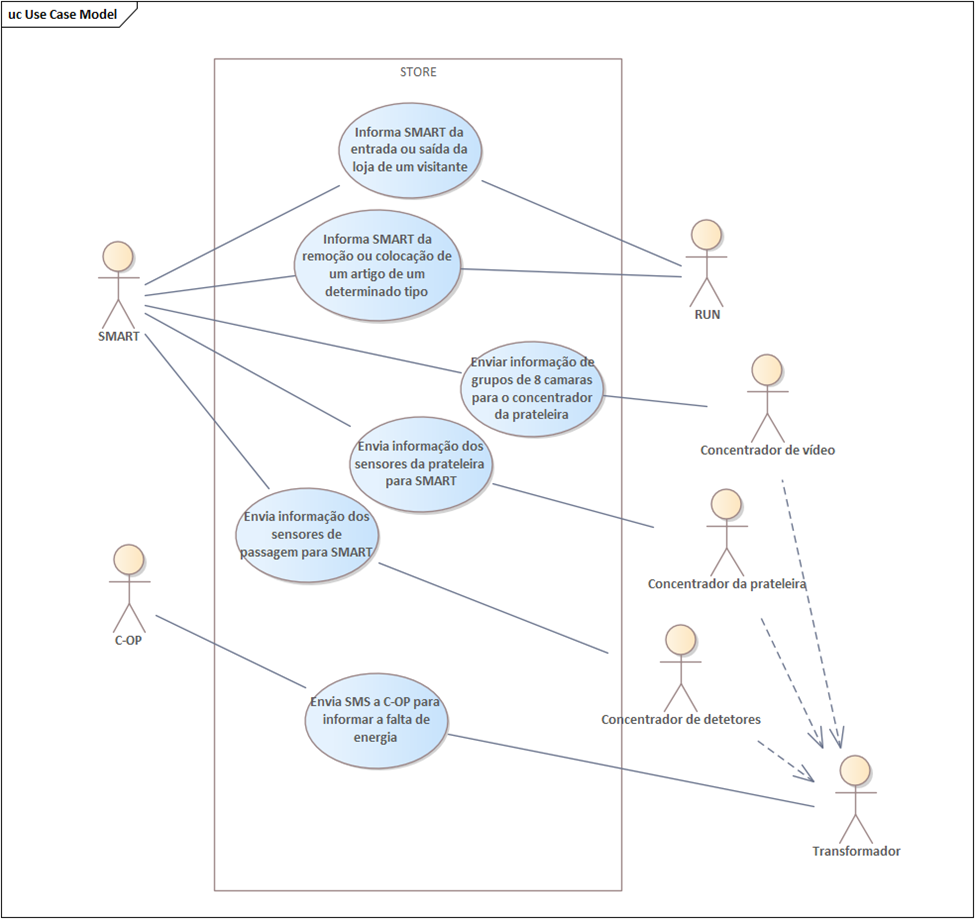 uc Use Case Model
STORE
Informa SMART da
entrada ou saída da
loja de um visitante
Informa SMART da
remoção ou colocação de
um artigo de um
determinado tipo
RUN
SMART
Enviar informação de
grupos de 8 camaras
para o concentrador
da prateleira
Concentrador de vídeo
Envia informação dos
sensores da prateleira
para SMART
Envia informação dos
sensores de
passagem para SMART
Concentrador da prateleira
C-OP
Envia SMS a C-OP para
informar a falta de
energia
Concentrador de detetores
Transformador